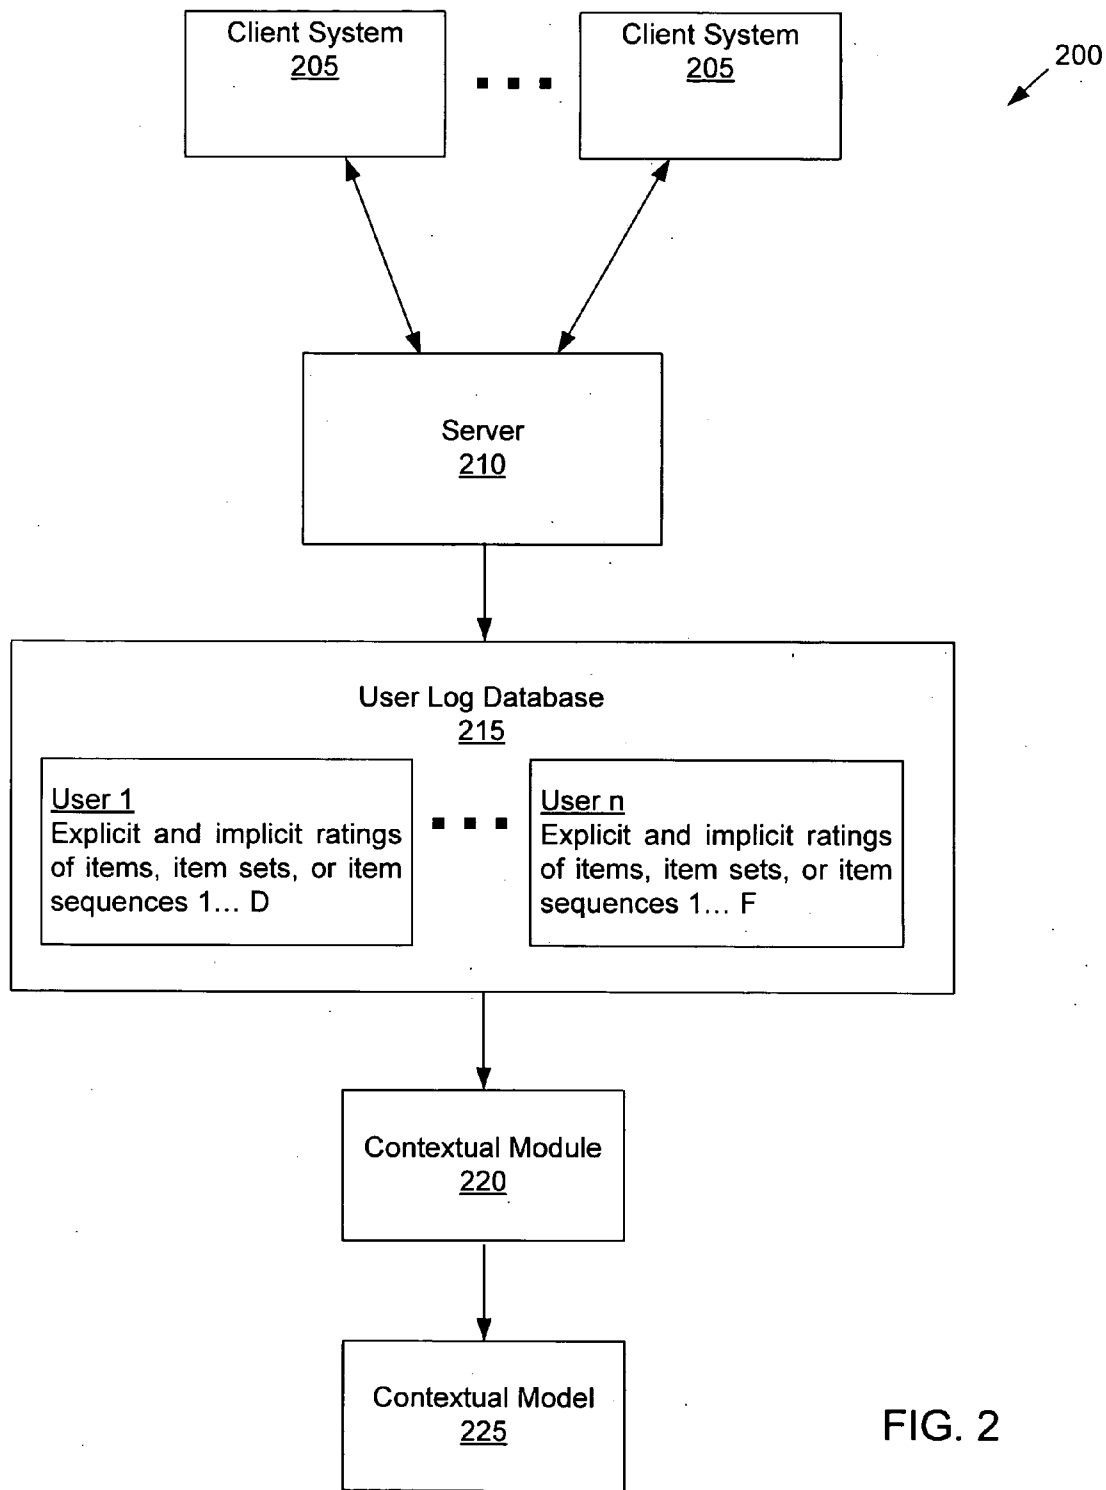 Client System
205
Client System
205
200
Server
210
User Log Database
215
User 1
Explicit and implicit ratings
of items, item sets, or item
sequences 1... D
User n
Explicit and implicit ratings
of items, item sets, or item
sequences 1... F
Contextual Module
220
Contextual Model
225
FIG. 2